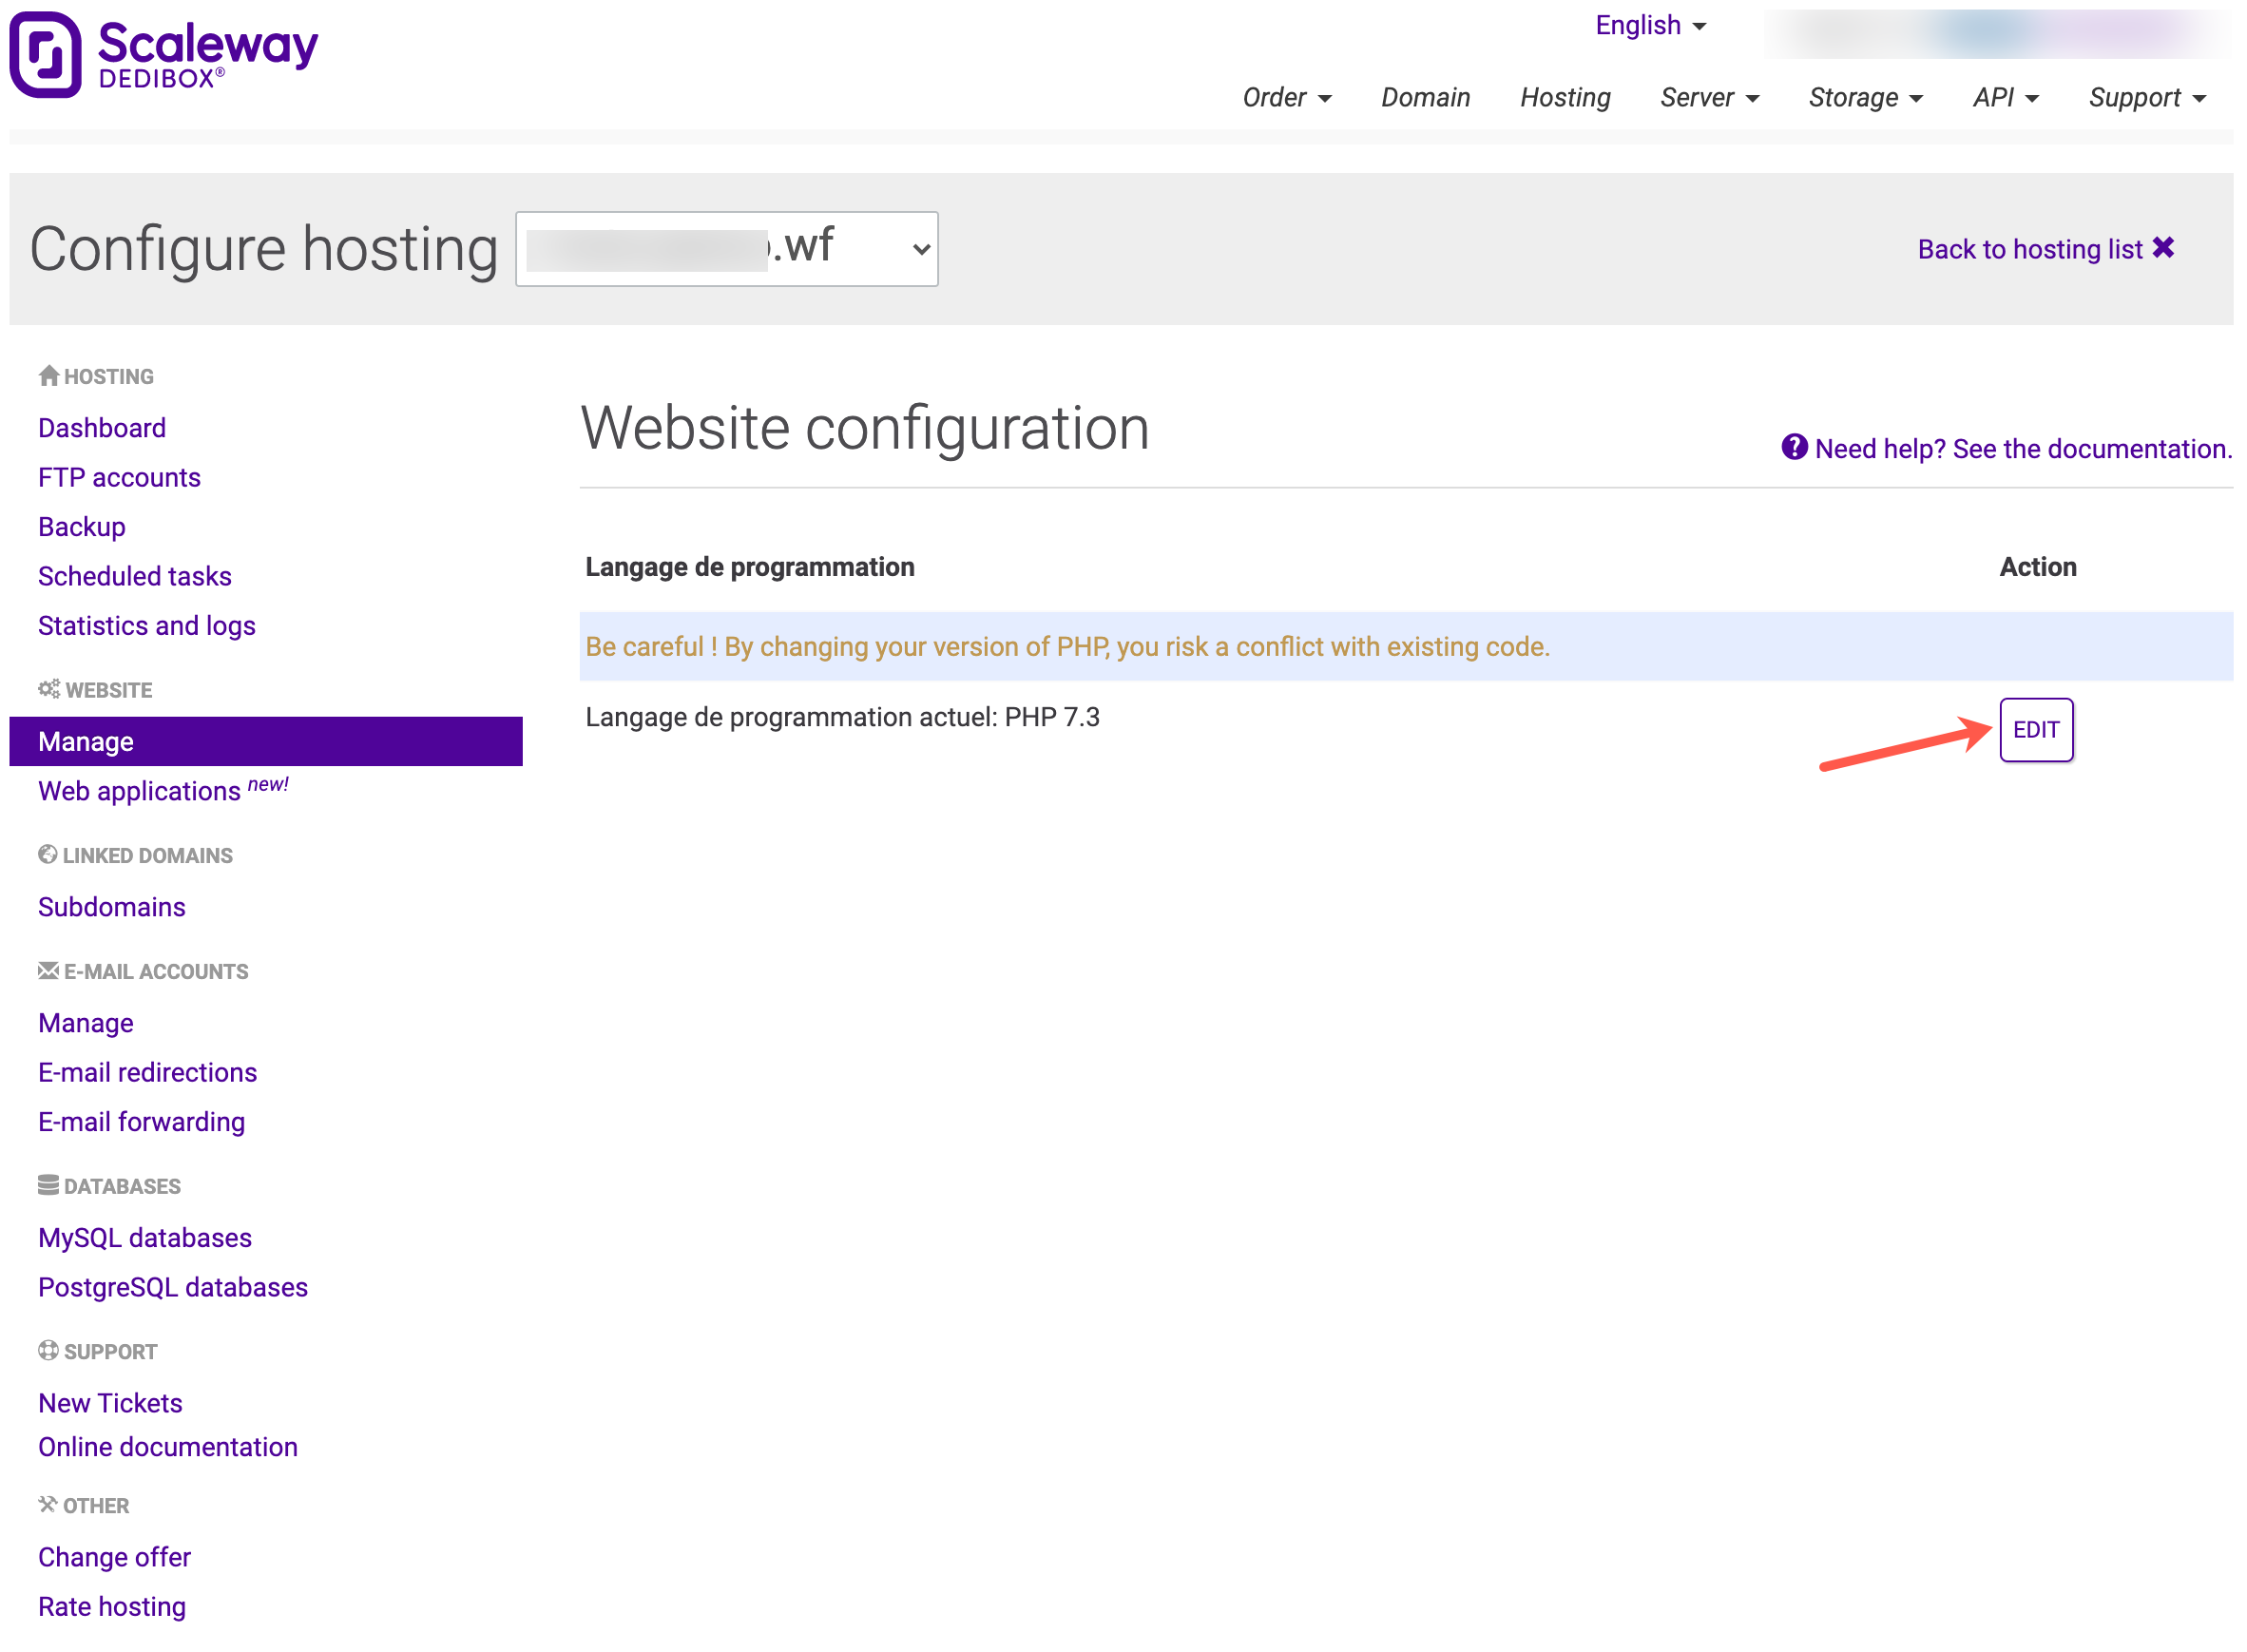 Scaleway
DEDIBOX®
English
Order
Domain
Hosting
Server
Storage
API
Support
Configure hosting
.wf
Back to hosting list
HOSTING
Dashboard
FTP accounts
Backup
Scheduled tasks
Statistics and logs
WEBSITE
Manage
Web applications new!
LINKED DOMAINS
Subdomains
E-MAIL ACCOUNTS
Manage
E-mail redirections
E-mail forwarding
DATABASES
MySQL databases
PostgreSQL databases
SUPPORT
New Tickets
Online documentation
OTHER
Change offer
Rate hosting
Website configuration
Need help? See the documentation.
Langage de programmation
Action
Be careful ! By changing your version of PHP, you risk a conflict with existing code.
Langage de programmation actuel: PHP 7.3
EDIT